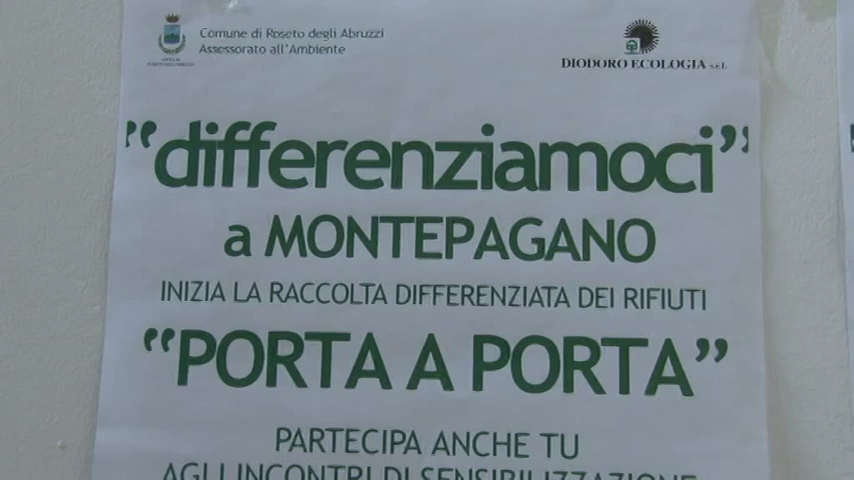 Comune di Roseto degli Abruzzi
Assessorato all'Ambiente
DIODORO ECOLOGIA s.r.l.
"differenziamoci"
a MONTEPAGANO
INIZIA LA RACCOLTA DIFFERENZIATA DEI RIFIUTI
"PORTA A PORTA"
PARTECIPA ANCHE TU
AGLI INCONTRI DI SENSIBILIZZAZIONE